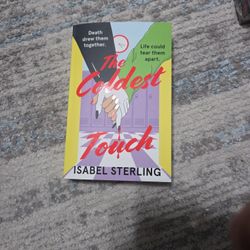 Death
drew them
together.
Life could
tear them
apart.
The
Coldest
Touch
ISABEL STERLING